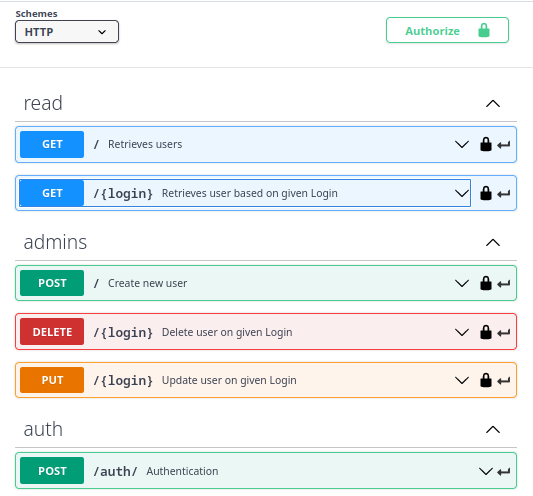 Schemes
HTTP
Authorize
read
GET / Retrieves users
GET /{login} Retrieves user based on given Login
admins
POST / Create new user
DELETE /{login} Delete user on given Login
PUT /{login} Update user on given Login
auth
POST /auth/ Authentication